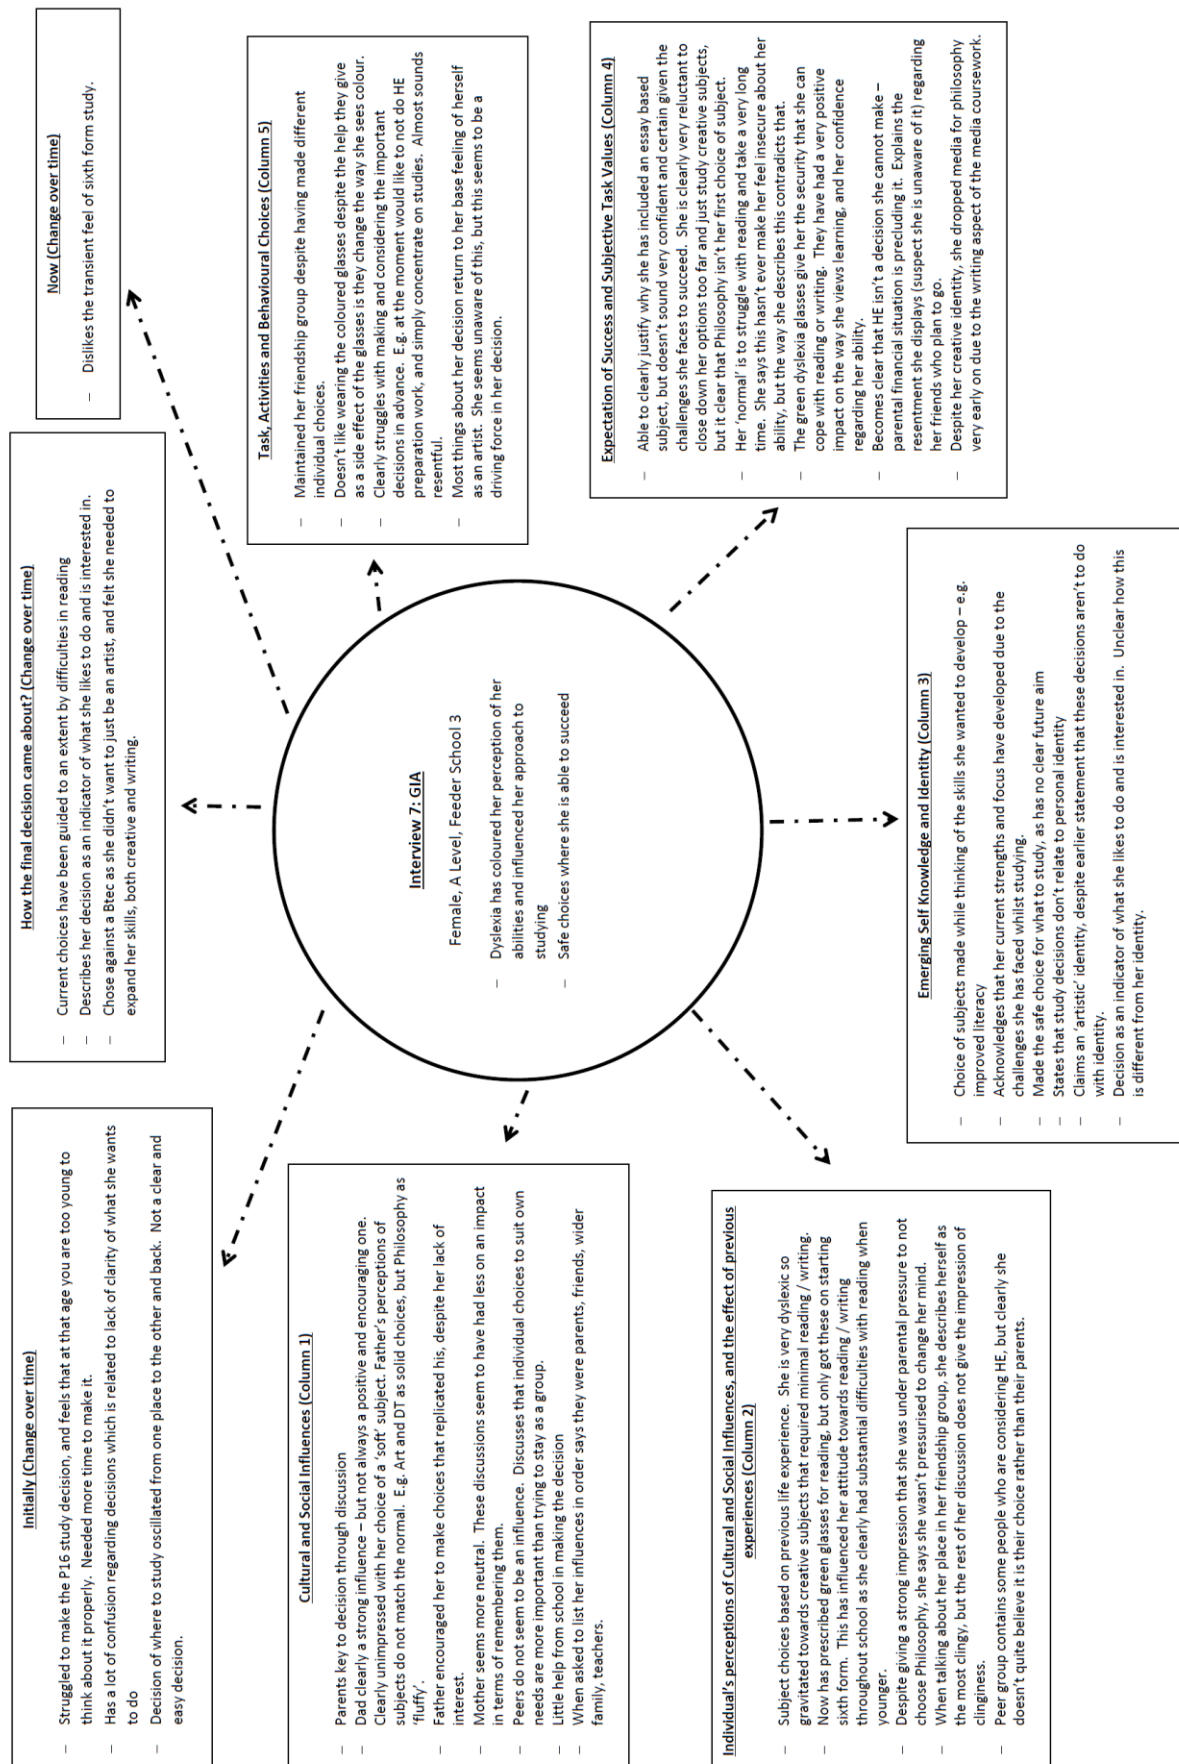 Initially (Change over time)
– Struggled to make the P16 study decision, and feels that at that age you are too young to
think about it properly. Needed more time to make it.
– Has a lot of confusion regarding decisions which is related to lack of clarity of what she wants
to do
– Decision of where to study oscillated from one place to the other and back. Not a clear and
easy decision.
How the final decision came about? (Change over time)
– Current choices have been guided to an extent by difficulties in reading
– Describes her decision as an indicator of what she likes to do and is interested in.
– Chose against a Btec as she didn't want to just be an artist, and felt she needed to
expand her skills, both creative and writing.
Now (Change over time)
– Dislikes the transient feel of sixth form study.
Cultural and Social Influences (Column 1)
– Parents key to decision through discussion
– Dad clearly a strong influence – but not always a positive and encouraging one.
Clearly unimpressed with her choice of a 'soft' subject. Father's perceptions of
subjects do not match the normal. E.g. Art and DT as solid choices, but Philosophy as
'fluffy'.
– Father encouraged her to make choices that replicated his, despite her lack of
interest.
– Mother seems more neutral. These discussions seem to have had less on an impact
in terms of remembering them.
– Peers do not seem to be an influence. Discusses that individual choices to suit own
needs are more important than trying to stay as a group.
– Little help from school in making the decision
– When asked to list her influences in order says they were parents, friends, wider
family, teachers.
Interview 7: GIA
Female, A Level, Feeder School 3
– Dyslexia has coloured her perception of her
abilities and influenced her approach to
studying
– Safe choices where she is able to succeed
Task, Activities and Behavioural Choices (Column 5)
– Maintained her friendship group despite having made different
individual choices.
– Doesn't like wearing the coloured glasses despite the help they give
as a side effect of the glasses is they change the way she sees colour.
– Clearly struggles with making and considering the important
decisions in advance. E.g. at the moment would like to not do HE
preparation work, and simply concentrate on studies. Almost sounds
resentful.
– Most things about her decision return to her base feeling of herself
as an artist. She seems unaware of this, but this seems to be a
driving force in her decision.
Individual's perceptions of Cultural and Social Influences, and the effect of previous
experiences (Column 2)
– Subject choices based on previous life experience. She is very dyslexic so
gravitated towards creative subjects that required minimal reading / writing.
– Now has prescribed green glasses for reading, but only got these on starting
sixth form. This has influenced her attitude towards reading / writing
throughout school as she clearly had substantial difficulties with reading when
younger.
– Despite giving a strong impression that she was under parental pressure to not
choose Philosophy, she says she wasn't pressurised to change her mind.
– When talking about her place in her friendship group, she describes herself as
the most clingy, but the rest of her discussion does not give the impression of
clinginess.
– Peer group contains some people who are considering HE, but clearly she
doesn't quite believe it is their choice rather than their parents.
Emerging Self Knowledge and Identity (Column 3)
– Choice of subjects made while thinking of the skills she wanted to develop – e.g.
improved literacy
– Acknowledges that her current strengths and focus have developed due to the
challenges she has faced whilst studying.
– Made the safe choice for what to study, as has no clear future aim
– States that study decisions don't relate to personal identity
– Claims an 'artistic' identity, despite earlier statement that these decisions aren't to do
with identity.
– Decision as an indicator of what she likes to do and is interested in. Unclear how this
is different from her identity.
Expectation of Success and Subjective Task Values (Column 4)
– Able to clearly justify why she has included an essay based
subject, but doesn't sound very confident and certain given the
challenges she faces to succeed. She is clearly very reluctant to
close down her options too far and just study creative subjects,
but it clear that Philosophy isn't her first choice of subject.
– Her 'normal' is to struggle with reading and take a very long
time. She says this hasn't ever make her feel insecure about her
ability, but the way she describes this contradicts that.
– The green dyslexia glasses give her the security that she can
cope with reading or writing. They have had a very positive
impact on the way she views learning, and her confidence
regarding her ability.
– Becomes clear that HE isn't a decision she cannot make –
parental financial situation is precluding it. Explains the
resentment she displays (suspect she is unaware of it) regarding
her friends who plan to go.
– Despite her creative identity, she dropped media for philosophy
very early on due to the writing aspect of the media coursework.